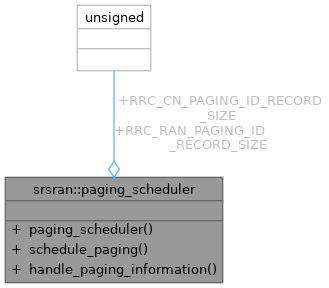 unsigned
+RRC_CN_PAGING_ID_RECORD
_SIZE
+RRC_RAN_PAGING_ID
_RECORD_SIZE
srsran::paging_scheduler
+ paging_scheduler()
+ schedule_paging()
+ handle_paging_information()